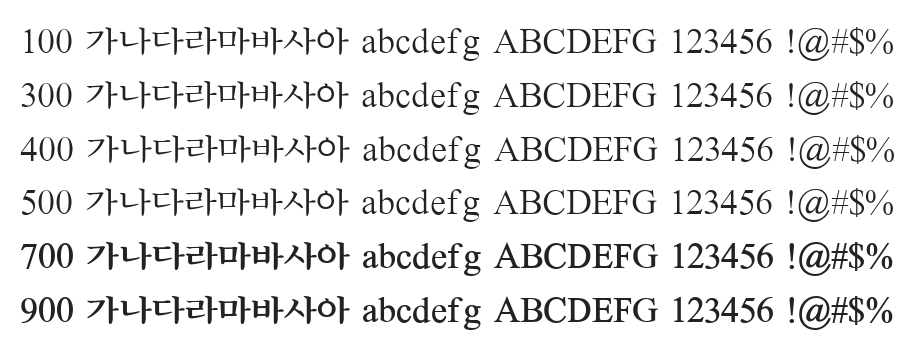 100 가나다라마바사아 abcdefg ABCDEFG 123456 !@#$%
300 가나다라마바사아 abcdefg ABCDEFG 123456 !@#$%
400 가나다라마바사아 abcdefg ABCDEFG 123456 !@#$%
500 가나다라마바사아 abcdefg ABCDEFG 123456 !@#$%
700 가나다라마바사아 abcdefg ABCDEFG 123456 !@#$%
900 가나다라마바사아 abcdefg ABCDEFG 123456 !@#$%